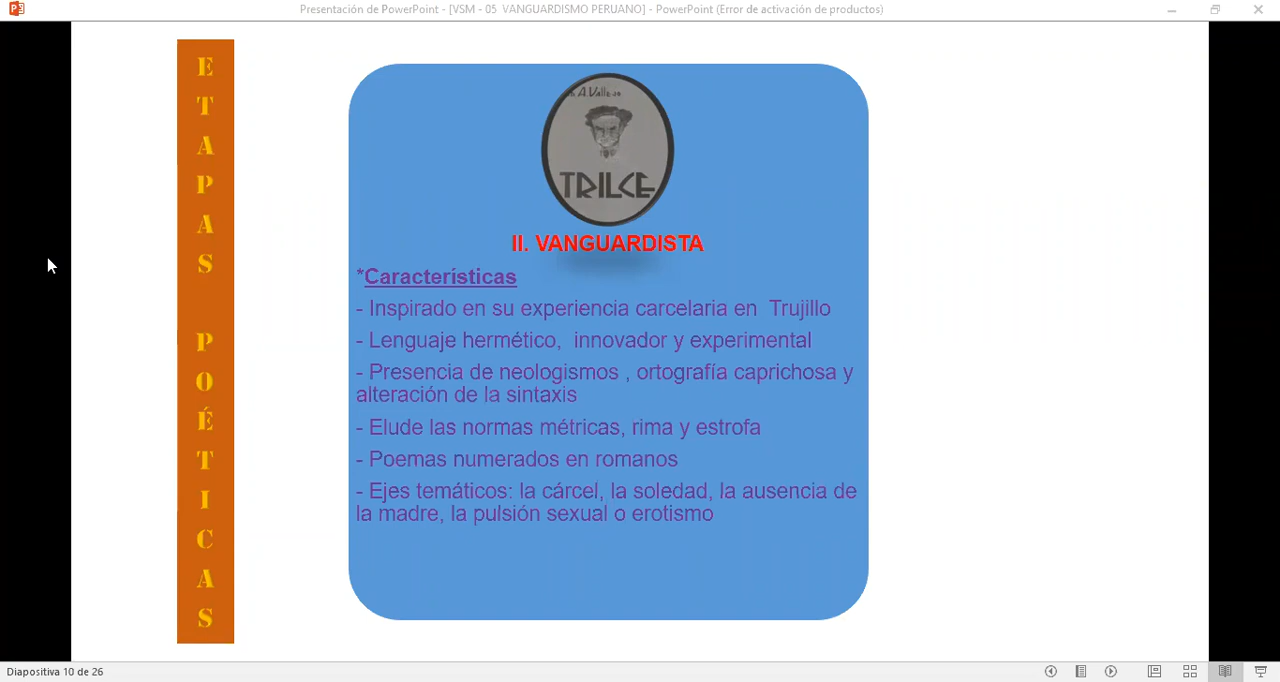 Presentación de PowerPoint - [VSM - 05 VANGUARDISMO PERUANO] - PowerPoint (Error de activación de productos)
ETAPAS POÉTICAS
A Vallejo
TRILCE
II. VANGUARDISTA
*Características
- Inspirado en su experiencia carcelaria en Trujillo
- Lenguaje hermético, innovador y experimental
- Presencia de neologismos , ortografía caprichosa y
alteración de la sintaxis
- Elude las normas métricas, rima y estrofa
- Poemas numerados en romanos
- Ejes temáticos: la cárcel, la soledad, la ausencia de
la madre, la pulsión sexual o erotismo
Diapositiva 10 de 26